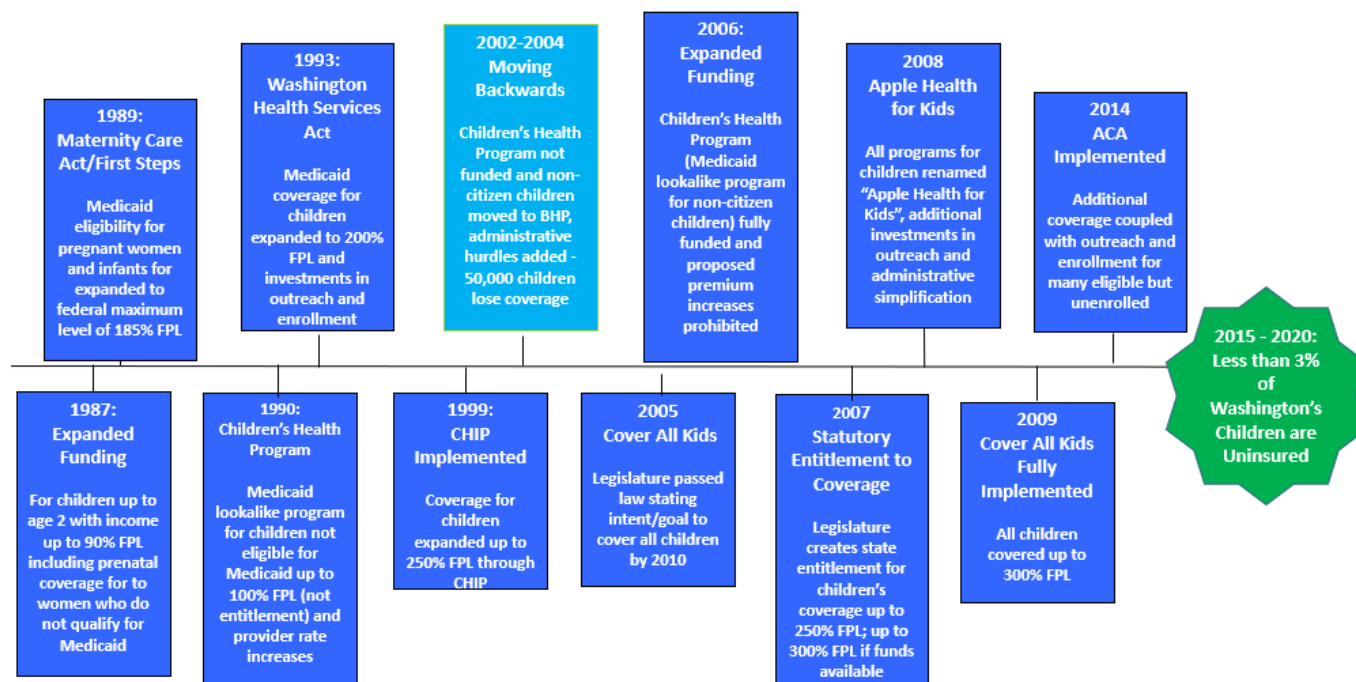 1989:
Maternity Care
Act/First Steps
Medicaid
eligibility for
pregnant women
and infants for
expanded to
federal maximum
level of 185% FPL
1993:
Washington
Health Services
Act
Medicaid
coverage for
children
expanded to 200%
FPL and
investments in
outreach and
enrollment
2002-2004
Moving
Backwards
Children's Health
Program not
funded and non-
citizen children
moved to BHP,
administrative
hurdles added -
50,000 children
lose coverage
2006:
Expanded
Funding
Children's Health
Program
(Medicaid
lookalike program
for non-citizen
children) fully
funded and
proposed
premium
increases
prohibited
2008
Apple Health
for Kids
All programs for
children renamed
"Apple Health for
Kids", additional
investments in
outreach and
administrative
simplification
2014
ACA
Implemented
Additional
coverage coupled
with outreach and
enrollment for
many eligible but
unenrolled
2015 - 2020:
Less than 3%
of
Washington's
Children are
Uninsured
1987:
Expanded
Funding
For children up to
age 2 with income
up to 90% FPL
including prenatal
coverage for to
women who do
not qualify for
Medicaid
1990:
Children's Health
Program
Medicaid
lookalike program
for children not
eligible for
Medicaid up to
100% FPL (not
entitlement) and
provider rate
increases
1999:
CHIP
Implemented
Coverage for
children
expanded up to
250% FPL through
CHIP
2005
Cover All Kids
Legislature passed
law stating
intent/goal to
cover all children
by 2010
2007
Statutory
Entitlement to
Coverage
Legislature
creates state
entitlement for
children's
coverage up to
250% FPL; up to
300% FPL if funds
available
2009
Cover All Kids
Fully
Implemented
All children
covered up to
300% FPL